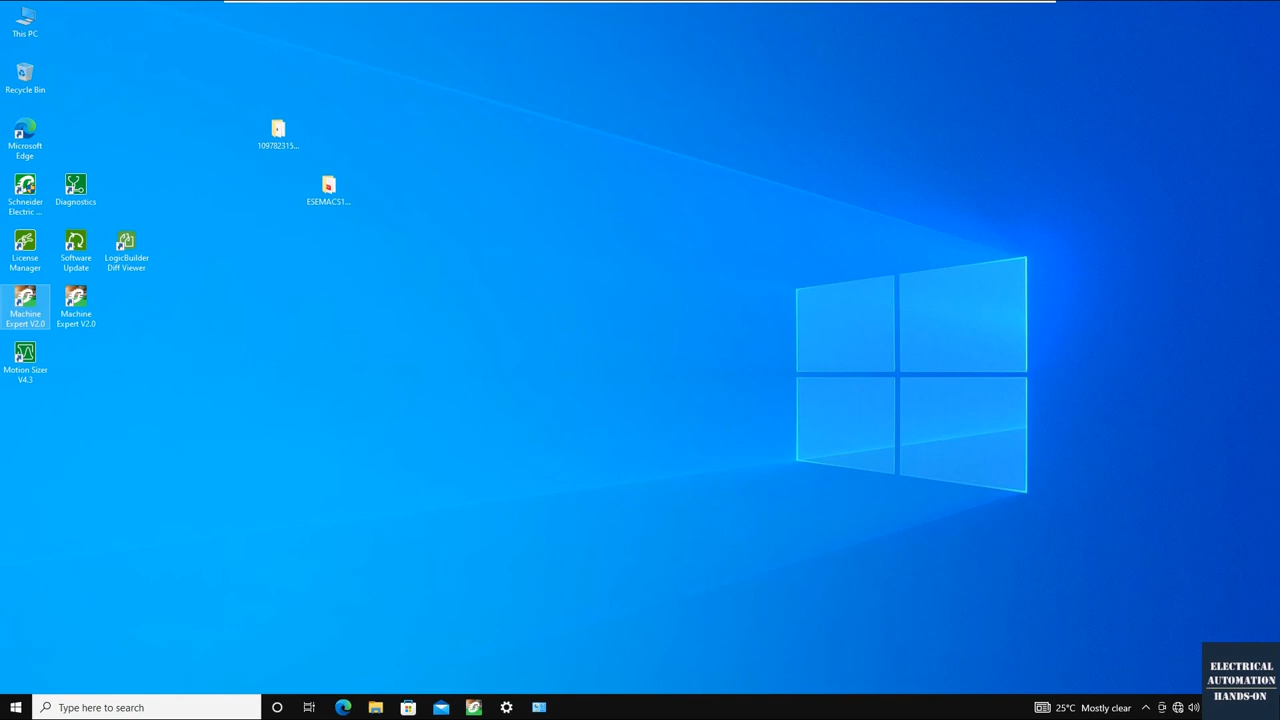 This PC
Recycle Bin
Microsoft
Edge
Schneider
Electric ...
Diagnostics
License
Manager
Software
Update
LogicBuilder
Diff Viewer
Machine
Expert V2.0
Machine
Expert V2.0
Motion Sizer
V4.3
109782315...
ESEMACS1...
Type here to search
25°C Mostly clear
ELECTRICAL
AUTOMATION
HANDS-ON